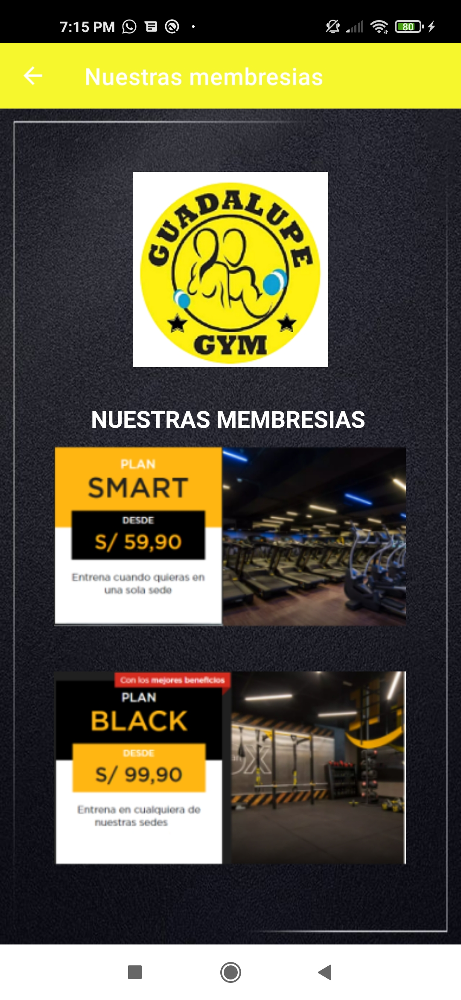 7:15 PM
80
Nuestras membresias
GUADALUPE
GYM
NUESTRAS MEMBRESIAS
PLAN
SMART
DESDE
S/ 59,90
Entrena cuando quieras en
una sola sede
Con los mejores beneficios
PLAN
BLACK
DESDE
S/ 99,90
Entrena en cualquiera de
nuestras sedes